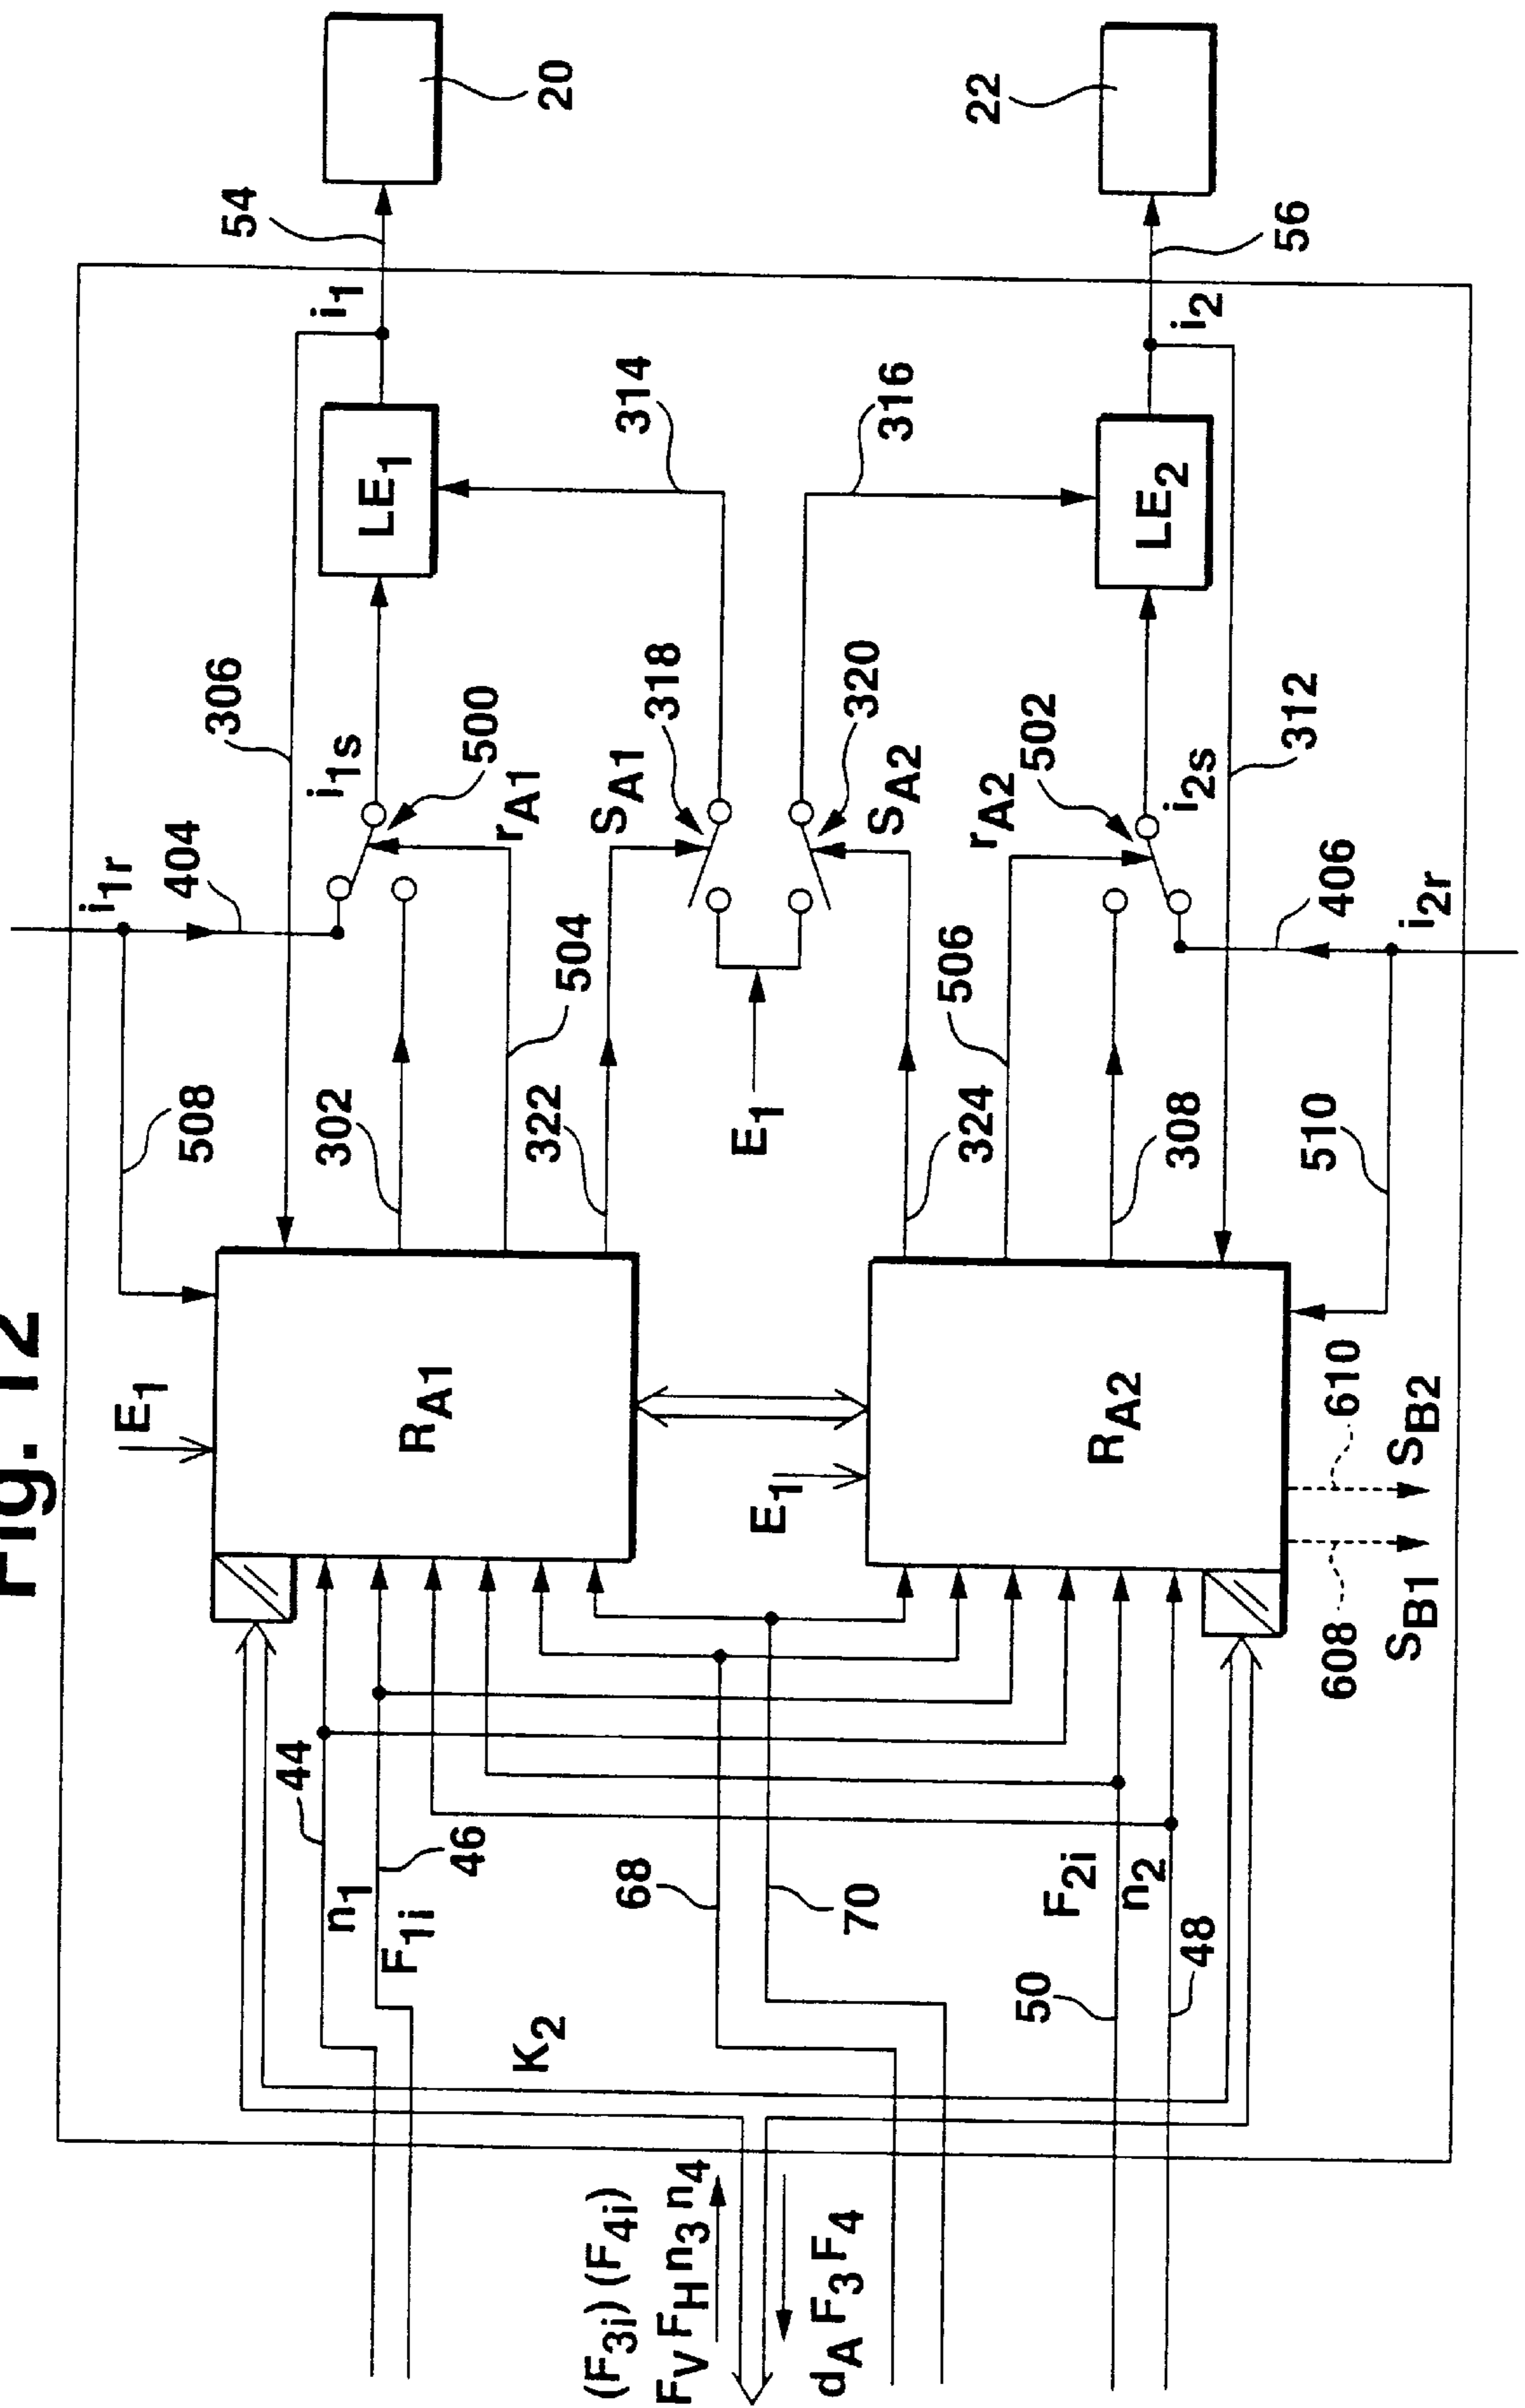 Fig. 12
20
22
54
56
i1
i2
314
316
LE1
LE2
306
i1s
500
rA1
SA1
318
320
SA2
rA2
502
i2s
312
i1r
404
406
i2r
508
302
504
322
E1
506
324
308
510
E1
RA1
E1
RA2
610
SB2
608
SB1
44
n1
46
F1i
68
70
F2i
n2
50
48
K2
(F3i) (F4i)
FV FH n3 n4
dA F3 F4